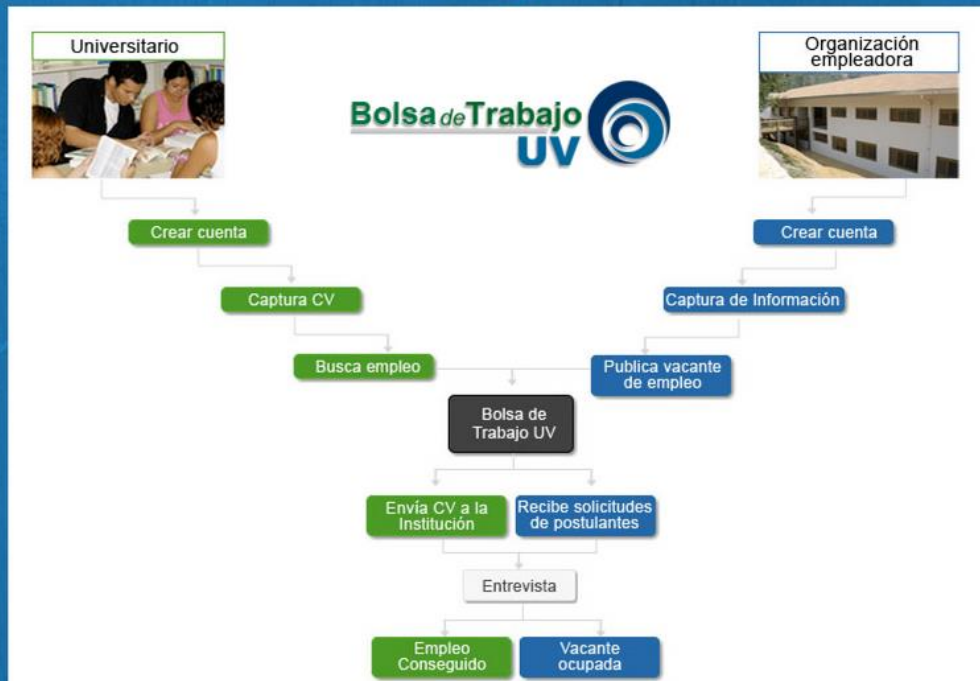 Universitario
Organización
empleadora
Bolsa de Trabajo
UV
Crear cuenta
Crear cuenta
Captura CV
Captura de Información
Busca empleo
Publica vacante
de empleo
Bolsa de
Trabajo UV
Envía CV a la
Institución
Recibe solicitudes
de postulantes
Entrevista
Empleo
Conseguido
Vacante
ocupada